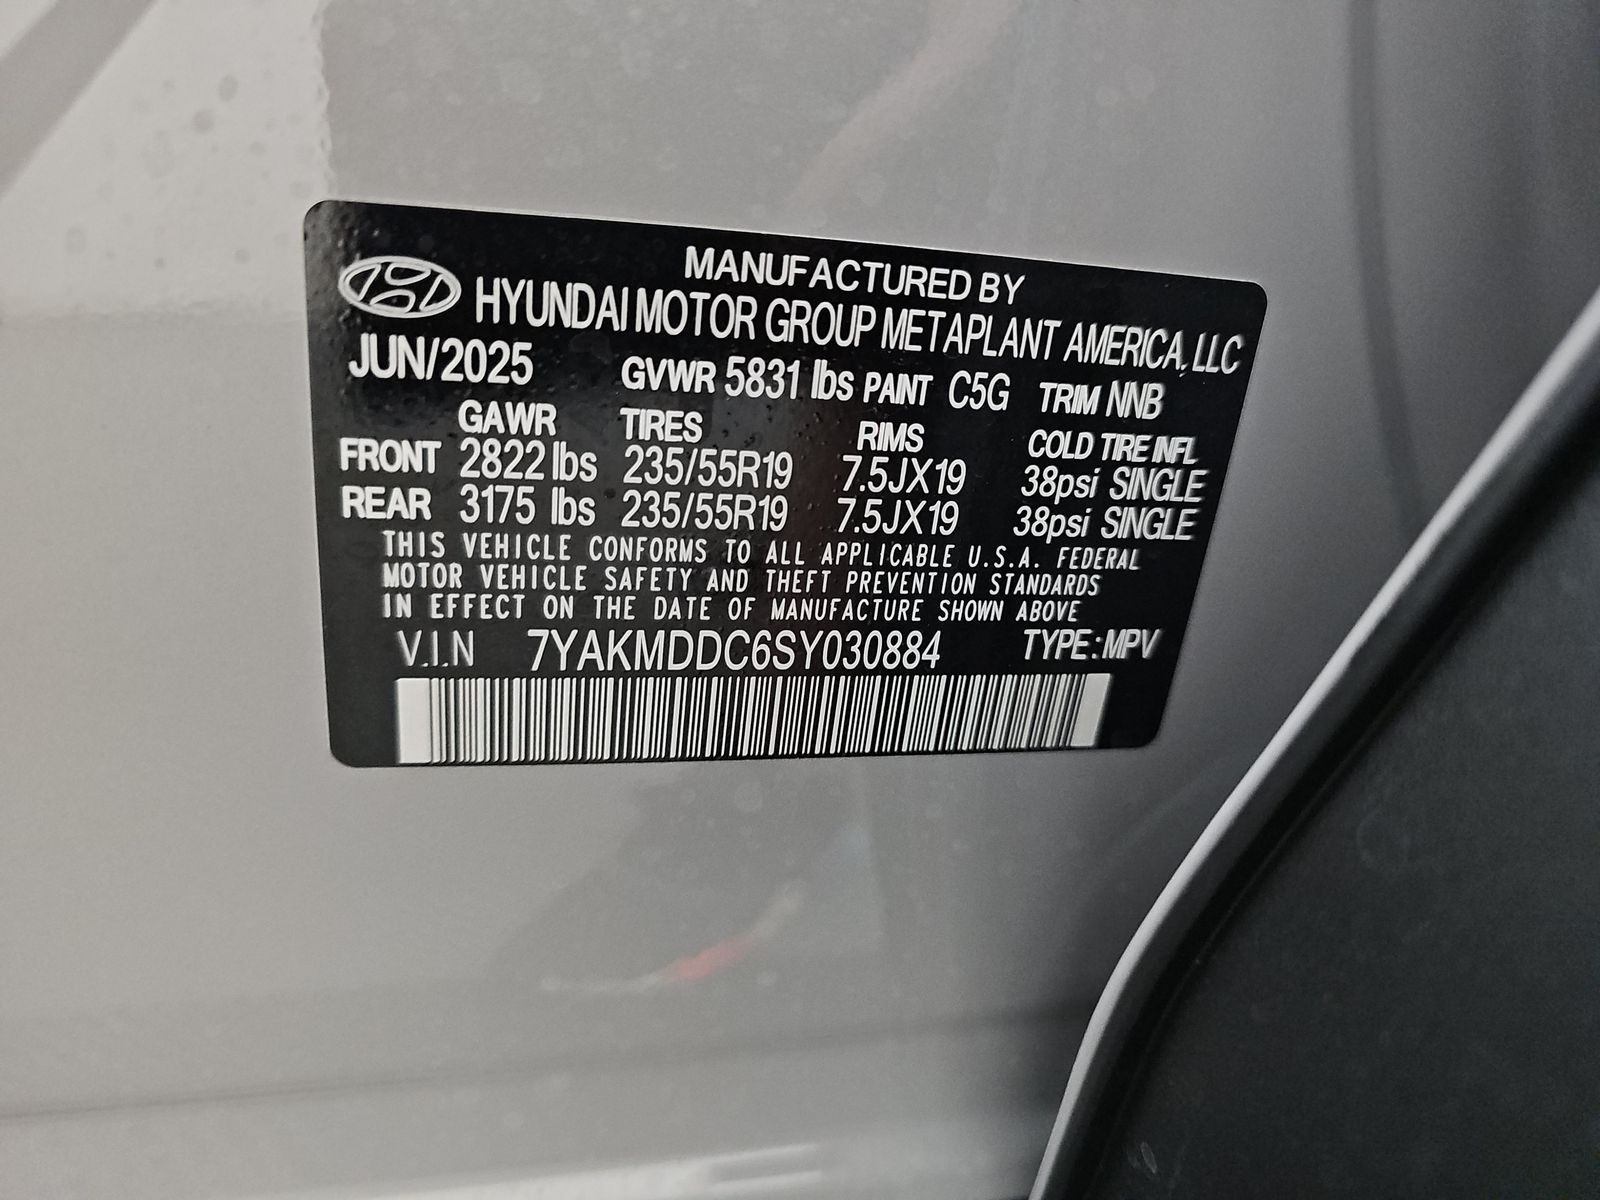 MANUFACTURED BY
HYUNDAI MOTOR GROUP METAPLANT AMERICA, LLC
JUN/2025 GVWR 5831 lbs PAINT C5G TRIM NNB
GAWR TIRES RIMS COLD TIRE INFL
FRONT 2822 lbs 235/55R19 7.5JX19 38psi SINGLE
REAR 3175 lbs 235/55R19 7.5JX19 38psi SINGLE
THIS VEHICLE CONFORMS TO ALL APPLICABLE U.S.A. FEDERAL
MOTOR VEHICLE SAFETY AND THEFT PREVENTION STANDARDS
IN EFFECT ON THE DATE OF MANUFACTURE SHOWN ABOVE
V.I.N 7YAKMDDC6SY030884 TYPE: MPV